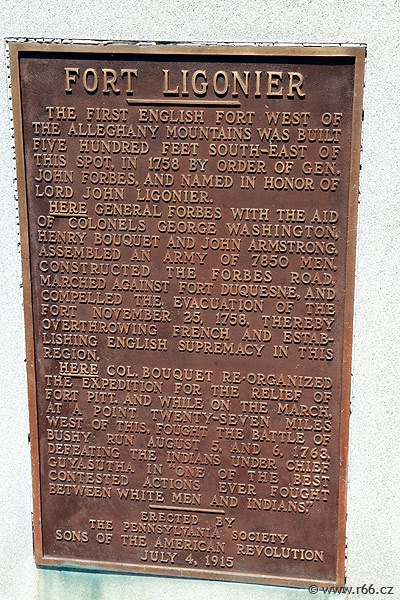 FORT LIGONIER
THE FIRST ENGLISH FORT WEST OF
THE ALLEGHANY MOUNTAINS WAS BUILT
FIVE HUNDRED FEET SOUTH-EAST OF
THIS SPOT, IN 1758 BY ORDER OF GEN.
JOHN FORBES, AND NAMED IN HONOR OF
LORD JOHN LIGONIER.
HERE GENERAL FORBES WITH THE AID
OF COLONELS GEORGE WASHINGTON,
HENRY BOUQUET AND JOHN ARMSTRONG,
ASSEMBLED AN ARMY OF 7850 MEN,
CONSTRUCTED THE FORBES ROAD,
MARCHED AGAINST FORT DUQUESNE, AND
COMPELLED THE EVACUATION OF THE
FORT NOVEMBER 25, 1758, THEREBY
OVERTHROWING FRENCH AND ESTAB-
LISHING ENGLISH SUPREMACY IN THIS
REGION.
HERE COL. BOUQUET RE-ORGANIZED
THE EXPEDITION FOR THE RELIEF OF
FORT PITT, AND WHILE ON THE MARCH,
AT A POINT TWENTY-SEVEN MILES
WEST OF THIS, FOUGHT THE BATTLE OF
BUSHY RUN AUGUST 5, AND 6, 1763,
DEFEATING THE INDIANS UNDER CHIEF
GUYASUTHA IN "ONE OF THE BEST
CONTESTED ACTIONS EVER FOUGHT
BETWEEN WHITE MEN AND INDIANS."
ERECTED BY
THE PENNSYLVANIA SOCIETY
SONS OF THE AMERICAN REVOLUTION
JULY 4, 1915
© www.r66.cz